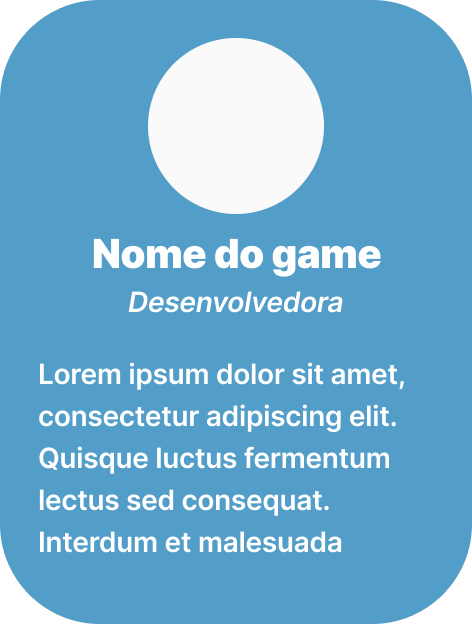 Nome do game
Desenvolvedora
Lorem ipsum dolor sit amet,
consectetur adipiscing elit.
Quisque luctus fermentum
lectus sed consequat.
Interdum et malesuada